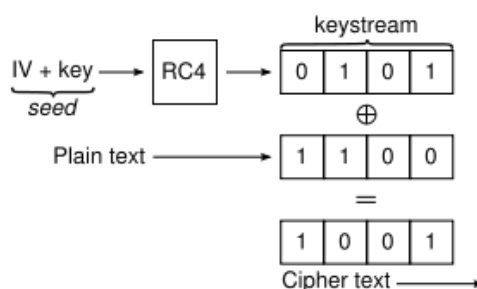 keystream
IV + key RC4 0 1 0 1
seed
⊕
Plain text 1 1 0 0
=
1 0 0 1
Cipher text